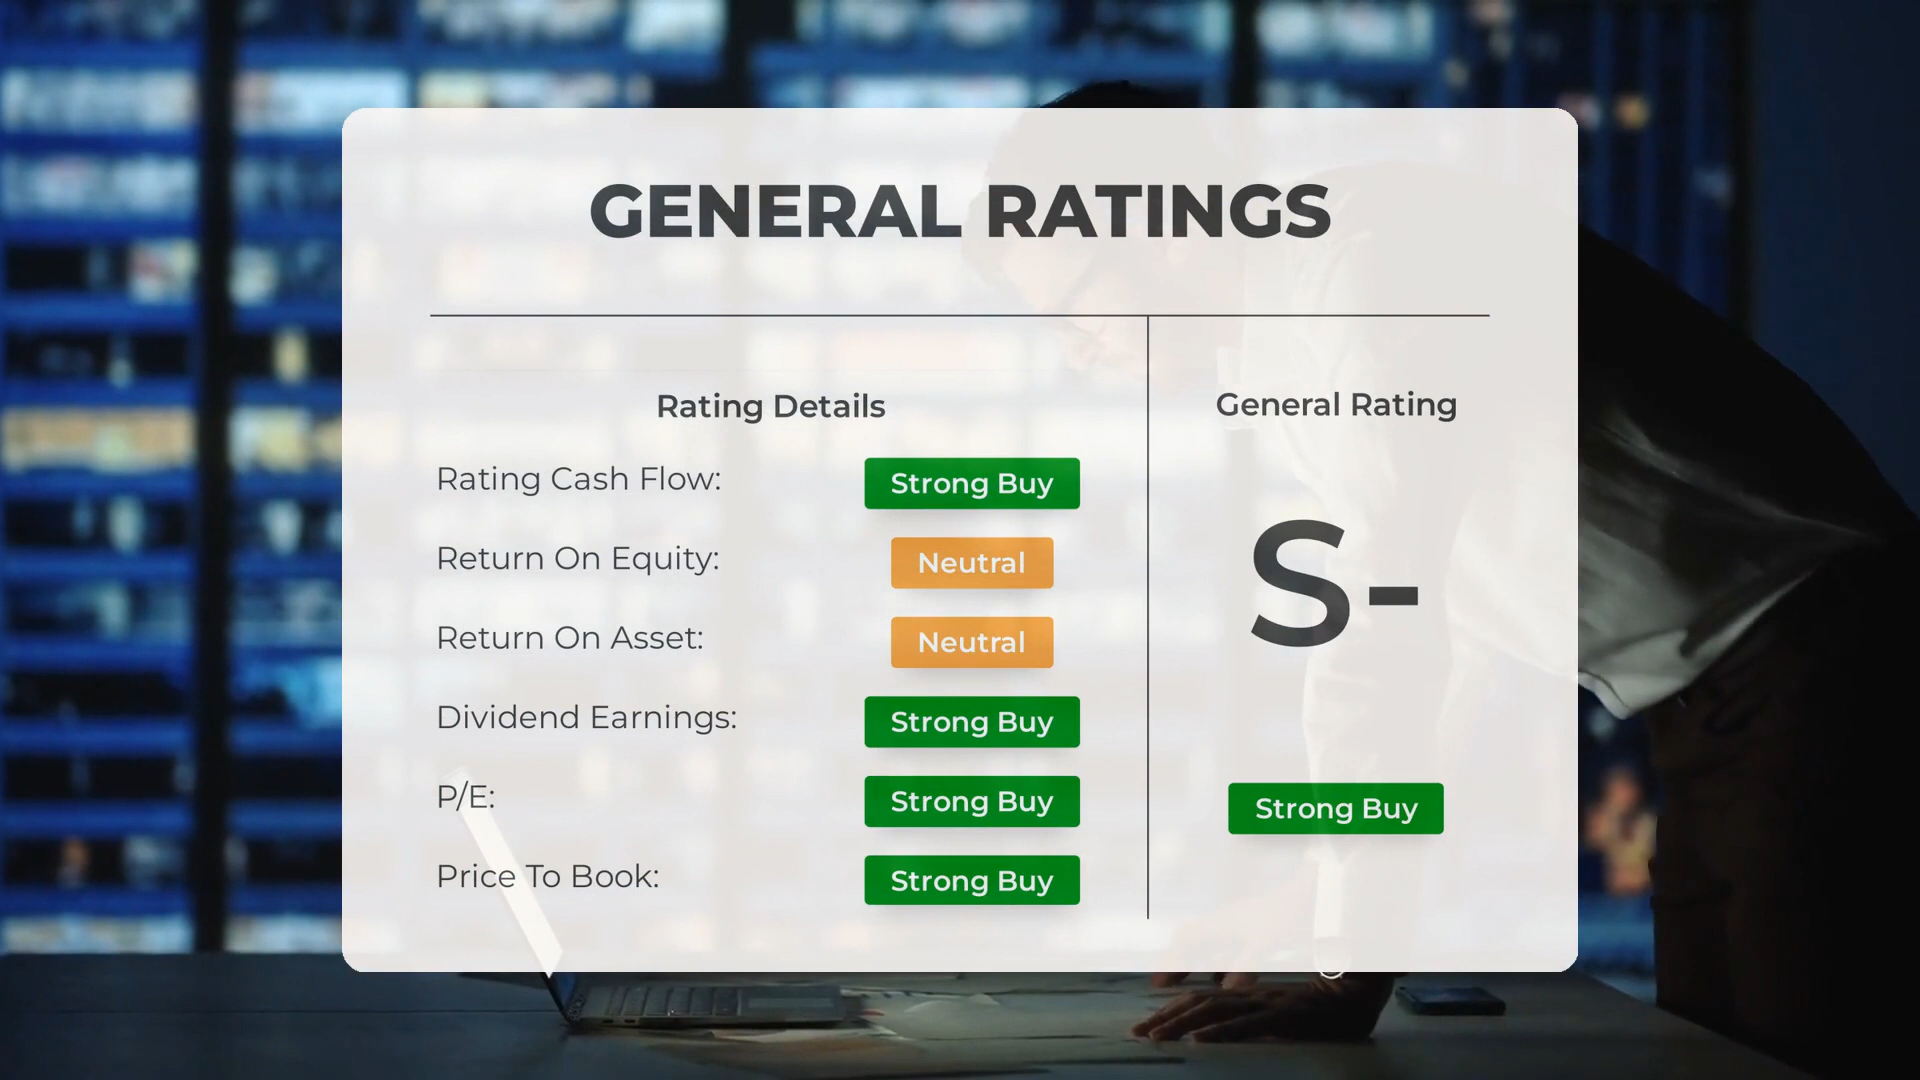 GENERAL RATINGS
Rating Details
Rating Cash Flow: Strong Buy
Return On Equity: Neutral
Return On Asset: Neutral
Dividend Earnings: Strong Buy
P/E: Strong Buy
Price To Book: Strong Buy
General Rating
S-
Strong Buy